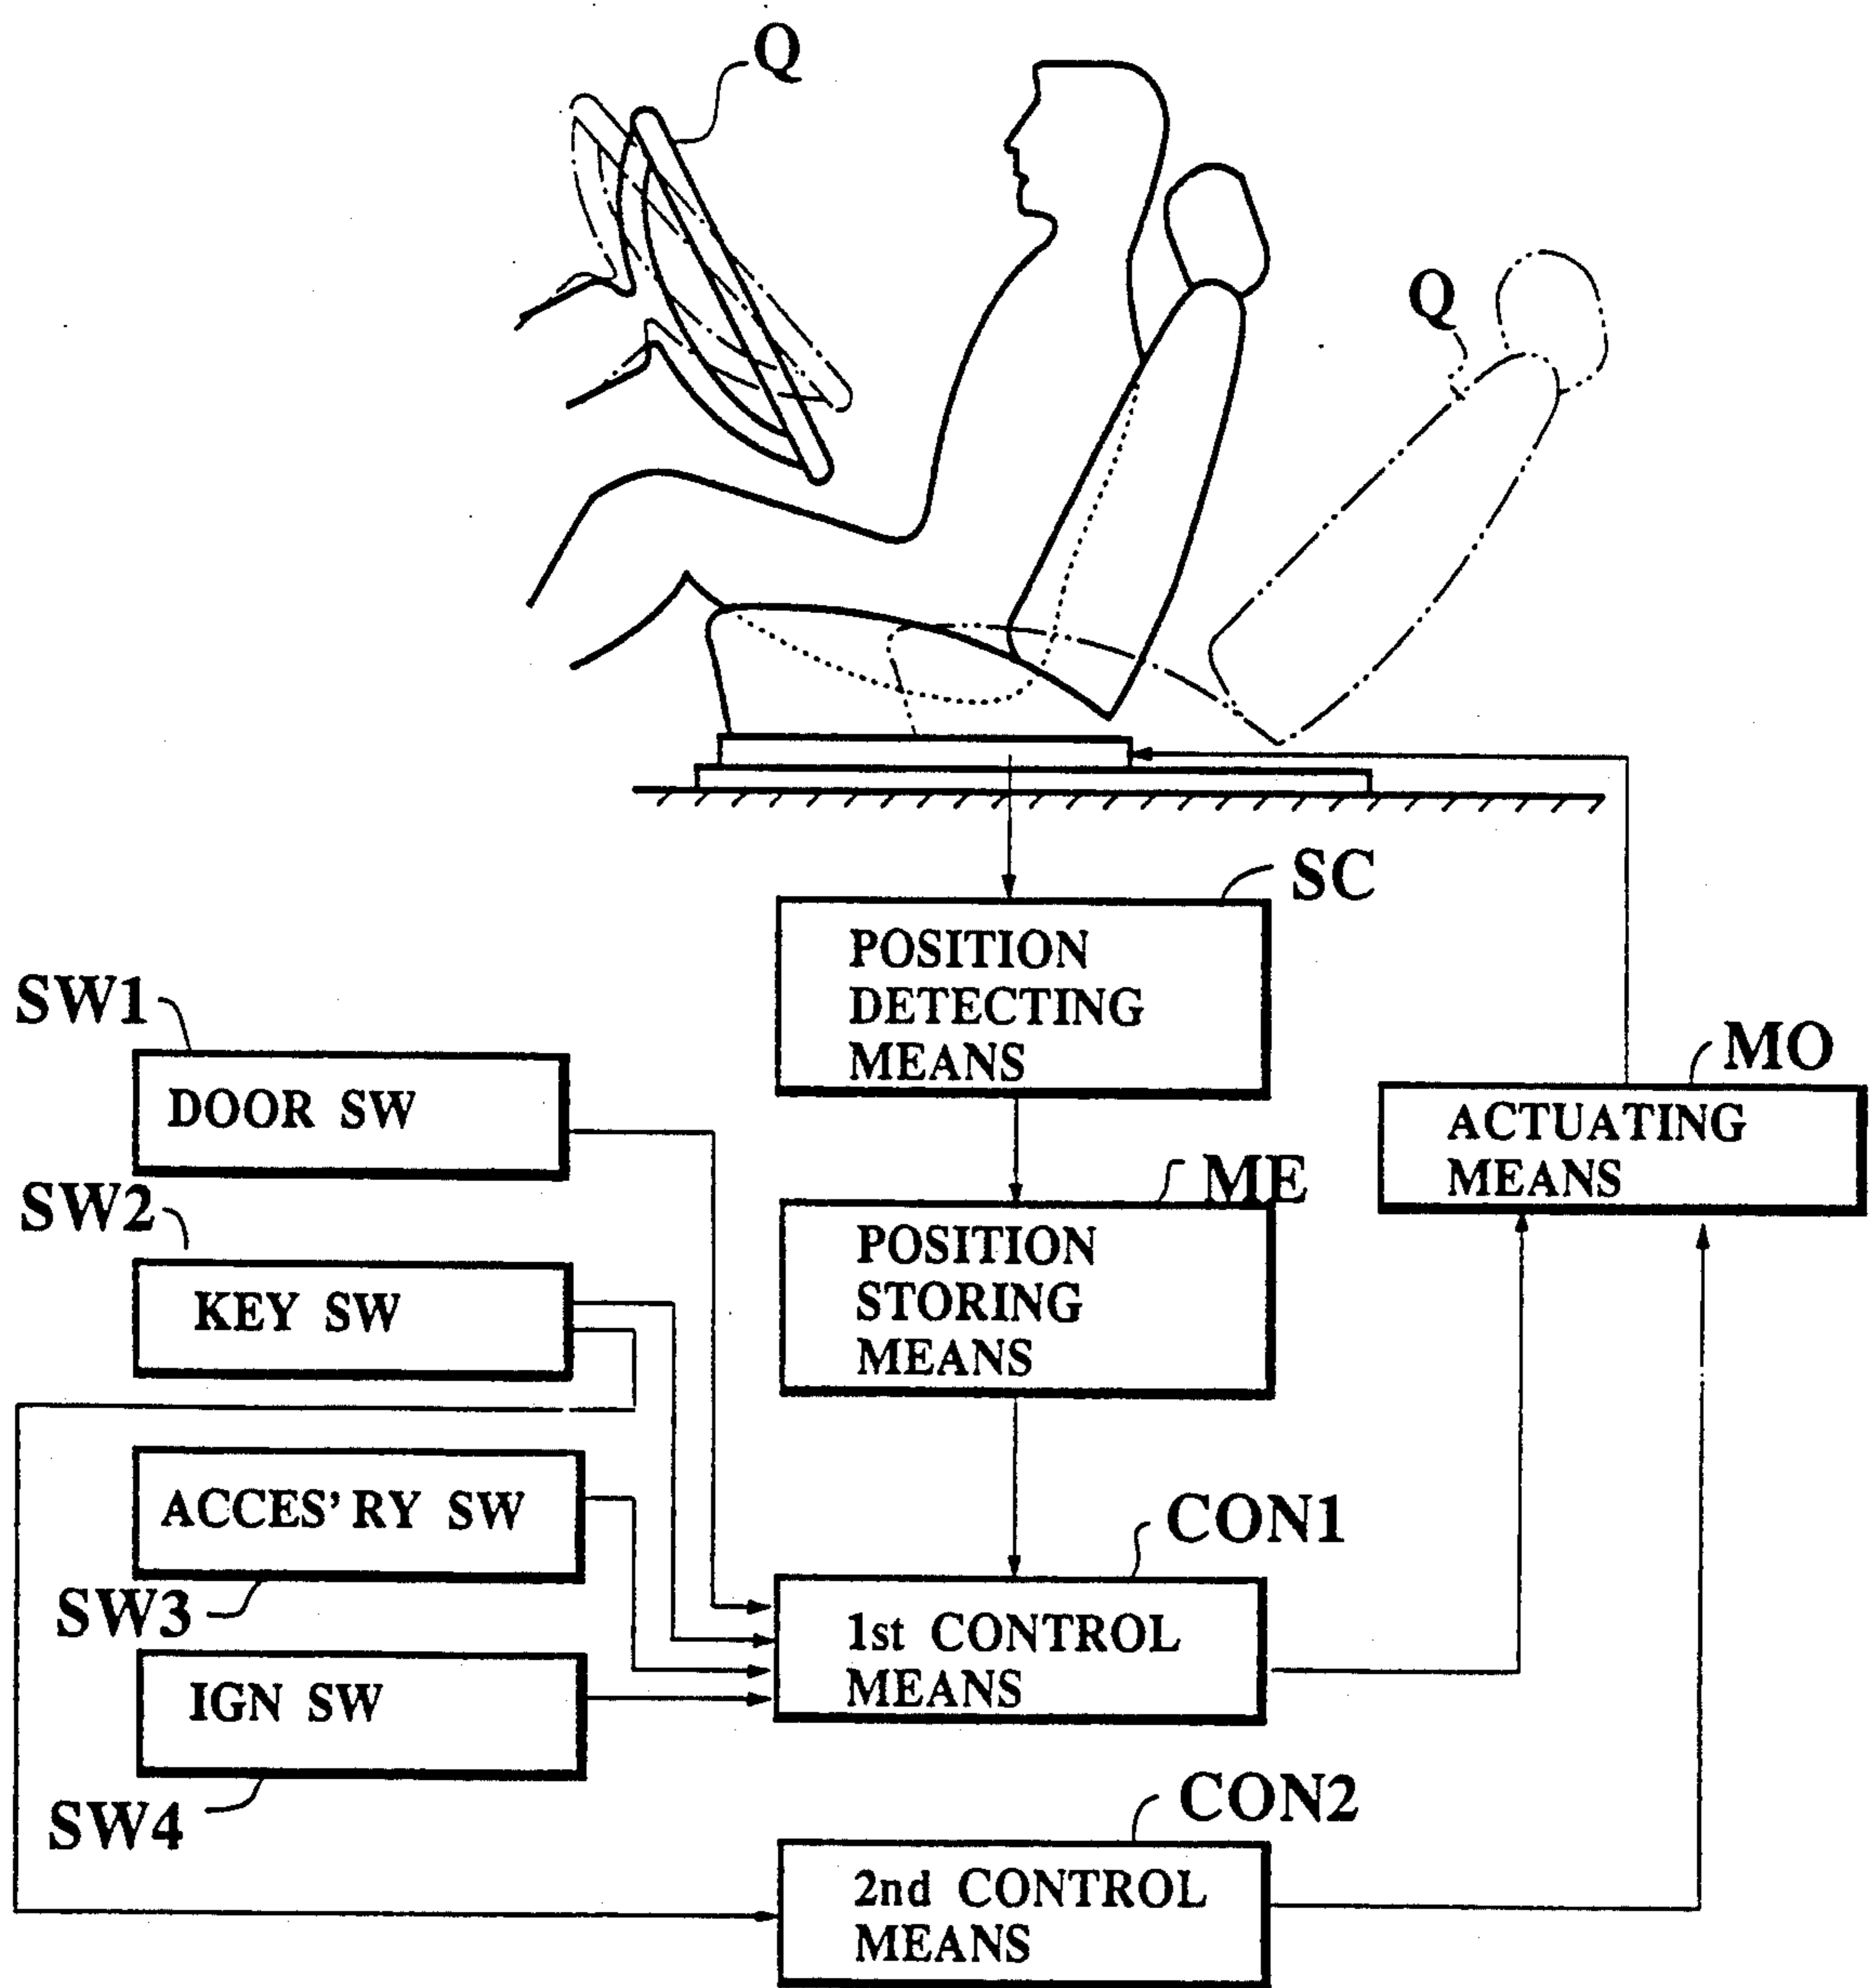 Q
Q
SC
POSITION
DETECTING
MEANS
SW1
DOOR SW
MO
ACTUATING
MEANS
ME
SW2
KEY SW
POSITION
STORING
MEANS
ACCES'RY SW
SW3
CON1
1st CONTROL
MEANS
IGN SW
SW4
CON2
2nd CONTROL
MEANS